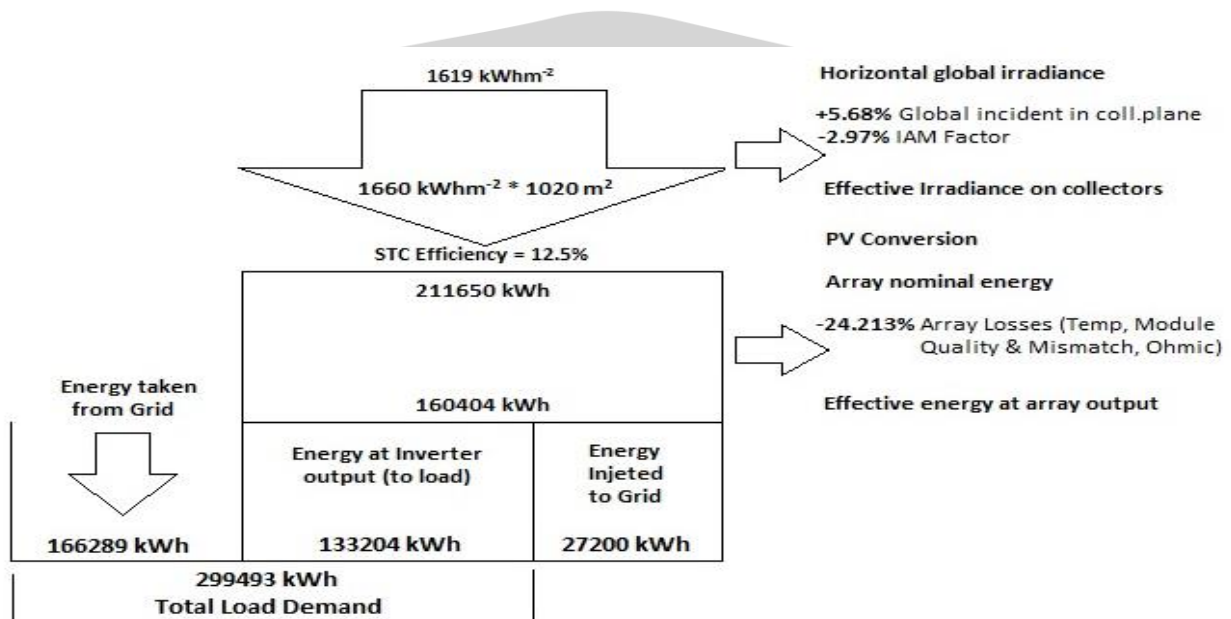 1619 kWhm⁻²
Horizontal global irradiance
+5.68% Global incident in coll.plane
-2.97% IAM Factor
1660 kWhm⁻² * 1020 m²
Effective Irradiance on collectors
PV Conversion
STC Efficiency = 12.5%
211650 kWh
Array nominal energy
-24.213% Array Losses (Temp, Module
Quality & Mismatch, Ohmic)
Energy taken
from Grid
160404 kWh
Effective energy at array output
Energy at Inverter
output (to load)
Energy
Injeted
to Grid
166289 kWh
133204 kWh
27200 kWh
299493 kWh
Total Load Demand